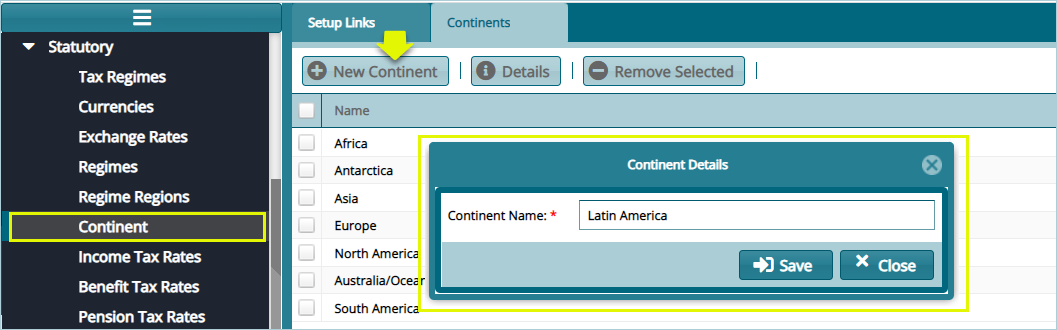 Statutory
Tax Regimes
Currencies
Exchange Rates
Regimes
Regime Regions
Continent
Income Tax Rates
Benefit Tax Rates
Pension Tax Rates
Setup Links
Continents
New Continent
Details
Remove Selected
Name
Africa
Antarctica
Asia
Europe
North America
Australia/Ocean
South America
Continent Details
Continent Name: *
Latin America
Save
Close